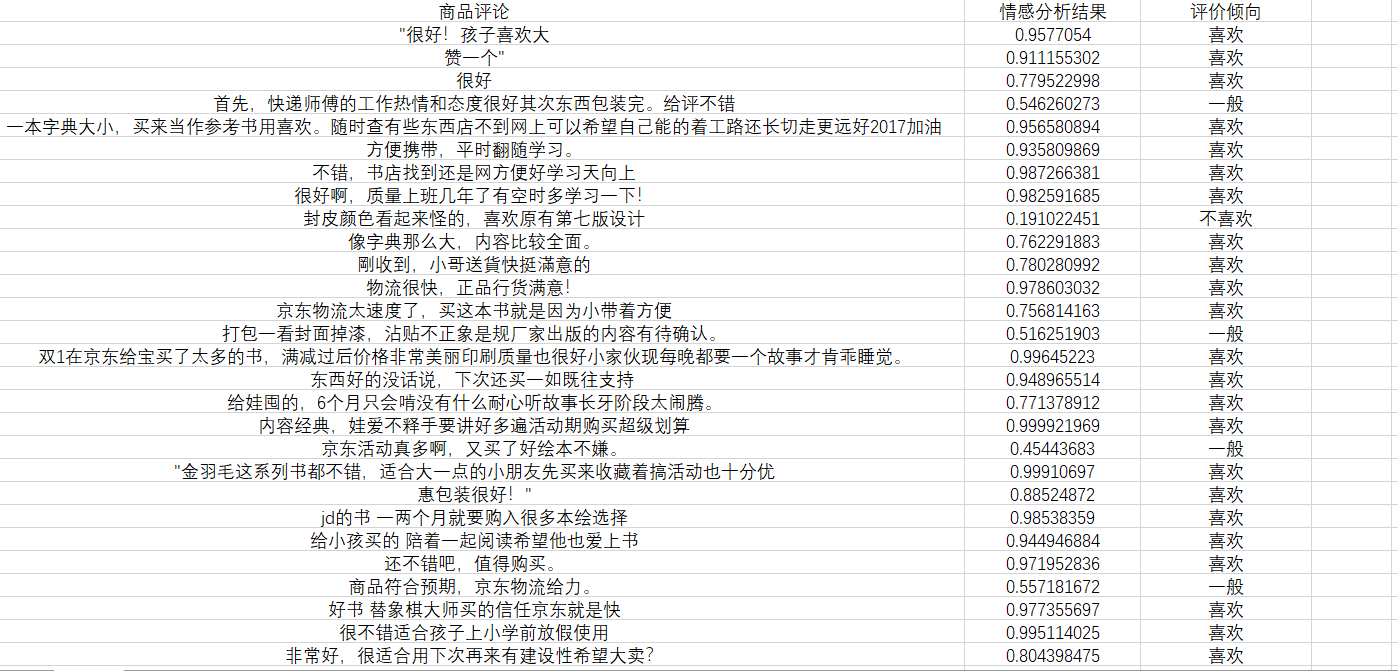 商品评论 情感分析结果 评价倾向
"很好！孩子喜欢大 0.9577054 喜欢
赞一个" 0.911155302 喜欢
很好 0.779522998 喜欢
首先，快递师傅的工作热情和态度很好其次东西包装完。给评不错 0.546260273 一般
一本字典大小，买来当作参考书用喜欢。随时查有些东西店不到网上可以希望自己能的着工路还长切走更远好2017加油 0.956580894 喜欢
方便携带，平时翻随学习。 0.935809869 喜欢
不错，书店找到还是网方便好学习天向上 0.987266381 喜欢
很好啊，质量上班几年了有空时多学习一下！ 0.982591685 喜欢
封皮颜色看起来怪的，喜欢原有第七版设计 0.191022451 不喜欢
像字典那么大，内容比较全面。 0.762291883 喜欢
剛收到，小哥送貨快挺滿意的 0.780280992 喜欢
物流很快，正品行货满意！ 0.978603032 喜欢
京东物流太速度了，买这本书就是因为小带着方便 0.756814163 喜欢
打包一看封面掉漆，沾贴不正象是规厂家出版的内容有待确认。 0.516251903 一般
双1在京东给宝买了太多的书，满减过后价格非常美丽印刷质量也很好小家伙现每晚都要一个故事才肯乖睡觉。 0.99645223 喜欢
东西好的没话说，下次还买一如既往支持 0.948965514 喜欢
给娃囤的，6个月只会啃没有什么耐心听故事长牙阶段太闹腾。 0.771378912 喜欢
内容经典，娃爱不释手要讲好多遍活动期购买超级划算 0.999921969 喜欢
京东活动真多啊，又买了好绘本不嫌。 0.45443683 一般
"金羽毛这系列书都不错，适合大一点的小朋友先买来收藏着搞活动也十分优 0.99910697 喜欢
惠包装很好！" 0.88524872 喜欢
jd的书 一两个月就要购入很多本绘选择 0.98538359 喜欢
给小孩买的 陪着一起阅读希望他也爱上书 0.944946884 喜欢
还不错吧，值得购买。 0.971952836 喜欢
商品符合预期，京东物流给力。 0.557181672 一般
好书 替象棋大师买的信任京东就是快 0.977355697 喜欢
很不错适合孩子上小学前放假使用 0.995114025 喜欢
非常好，很适合用下次再来有建设性希望大卖？ 0.804398475 喜欢